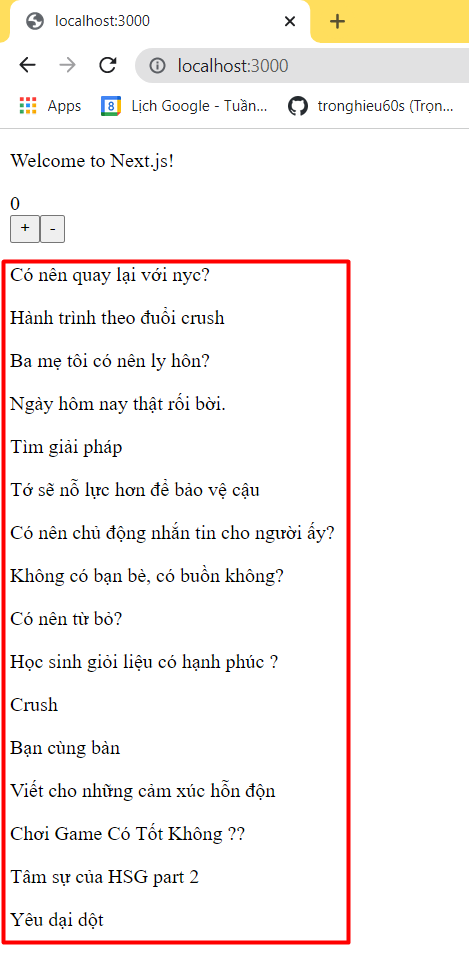 localhost:3000
localhost:3000
Apps
8
Lịch Google - Tuần...
tronghieu60s (Trọn...
Welcome to Next.js!
0
+ -
Có nên quay lại với nyc?
Hành trình theo đuổi crush
Ba mẹ tôi có nên ly hôn?
Ngày hôm nay thật rối bời.
Tìm giải pháp
Tớ sẽ nỗ lực hơn để bảo vệ cậu
Có nên chủ động nhắn tin cho người ấy?
Không có bạn bè, có buồn không?
Có nên từ bỏ?
Học sinh giỏi liệu có hạnh phúc ?
Crush
Bạn cùng bàn
Viết cho những cảm xúc hỗn độn
Chơi Game Có Tốt Không ??
Tâm sự của HSG part 2
Yêu dại dột